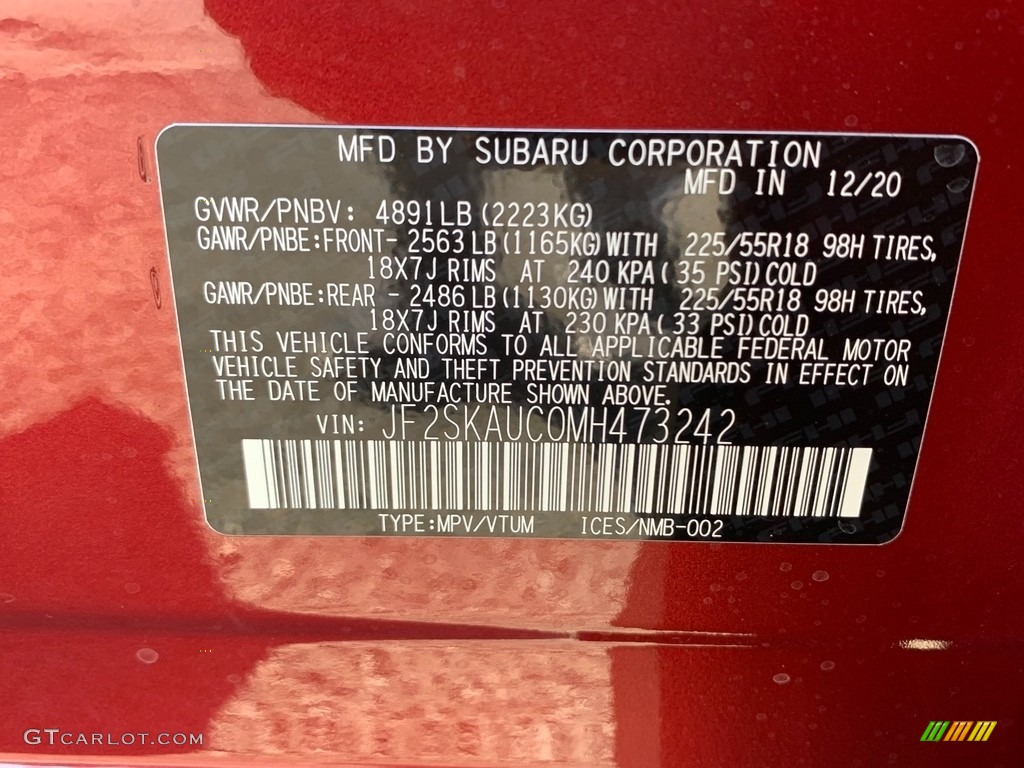 MFD BY SUBARU CORPORATION
MFD IN 12/20
GVWR/PNBV: 4891LB (2223KG)
GAWR/PNBE:FRONT- 2563 LB (1165KG) WITH 225/55R18 98H TIRES,
18X7J RIMS AT 240 KPA ( 35 PSI) COLD
GAWR/PNBE:REAR - 2486 LB (1130KG) WITH 225/55R18 98H TIRES,
18X7J RIMS AT 230 KPA ( 33 PSI) COLD
THIS VEHICLE CONFORMS TO ALL APPLICABLE FEDERAL MOTOR
VEHICLE SAFETY AND THEFT PREVENTION STANDARDS IN EFFECT ON
THE DATE OF MANUFACTURE SHOWN ABOVE.
VIN: JF2SKAUC0MH473242
TYPE:MPV/VTUM ICES/NMB-002
GTCARLOT.COM